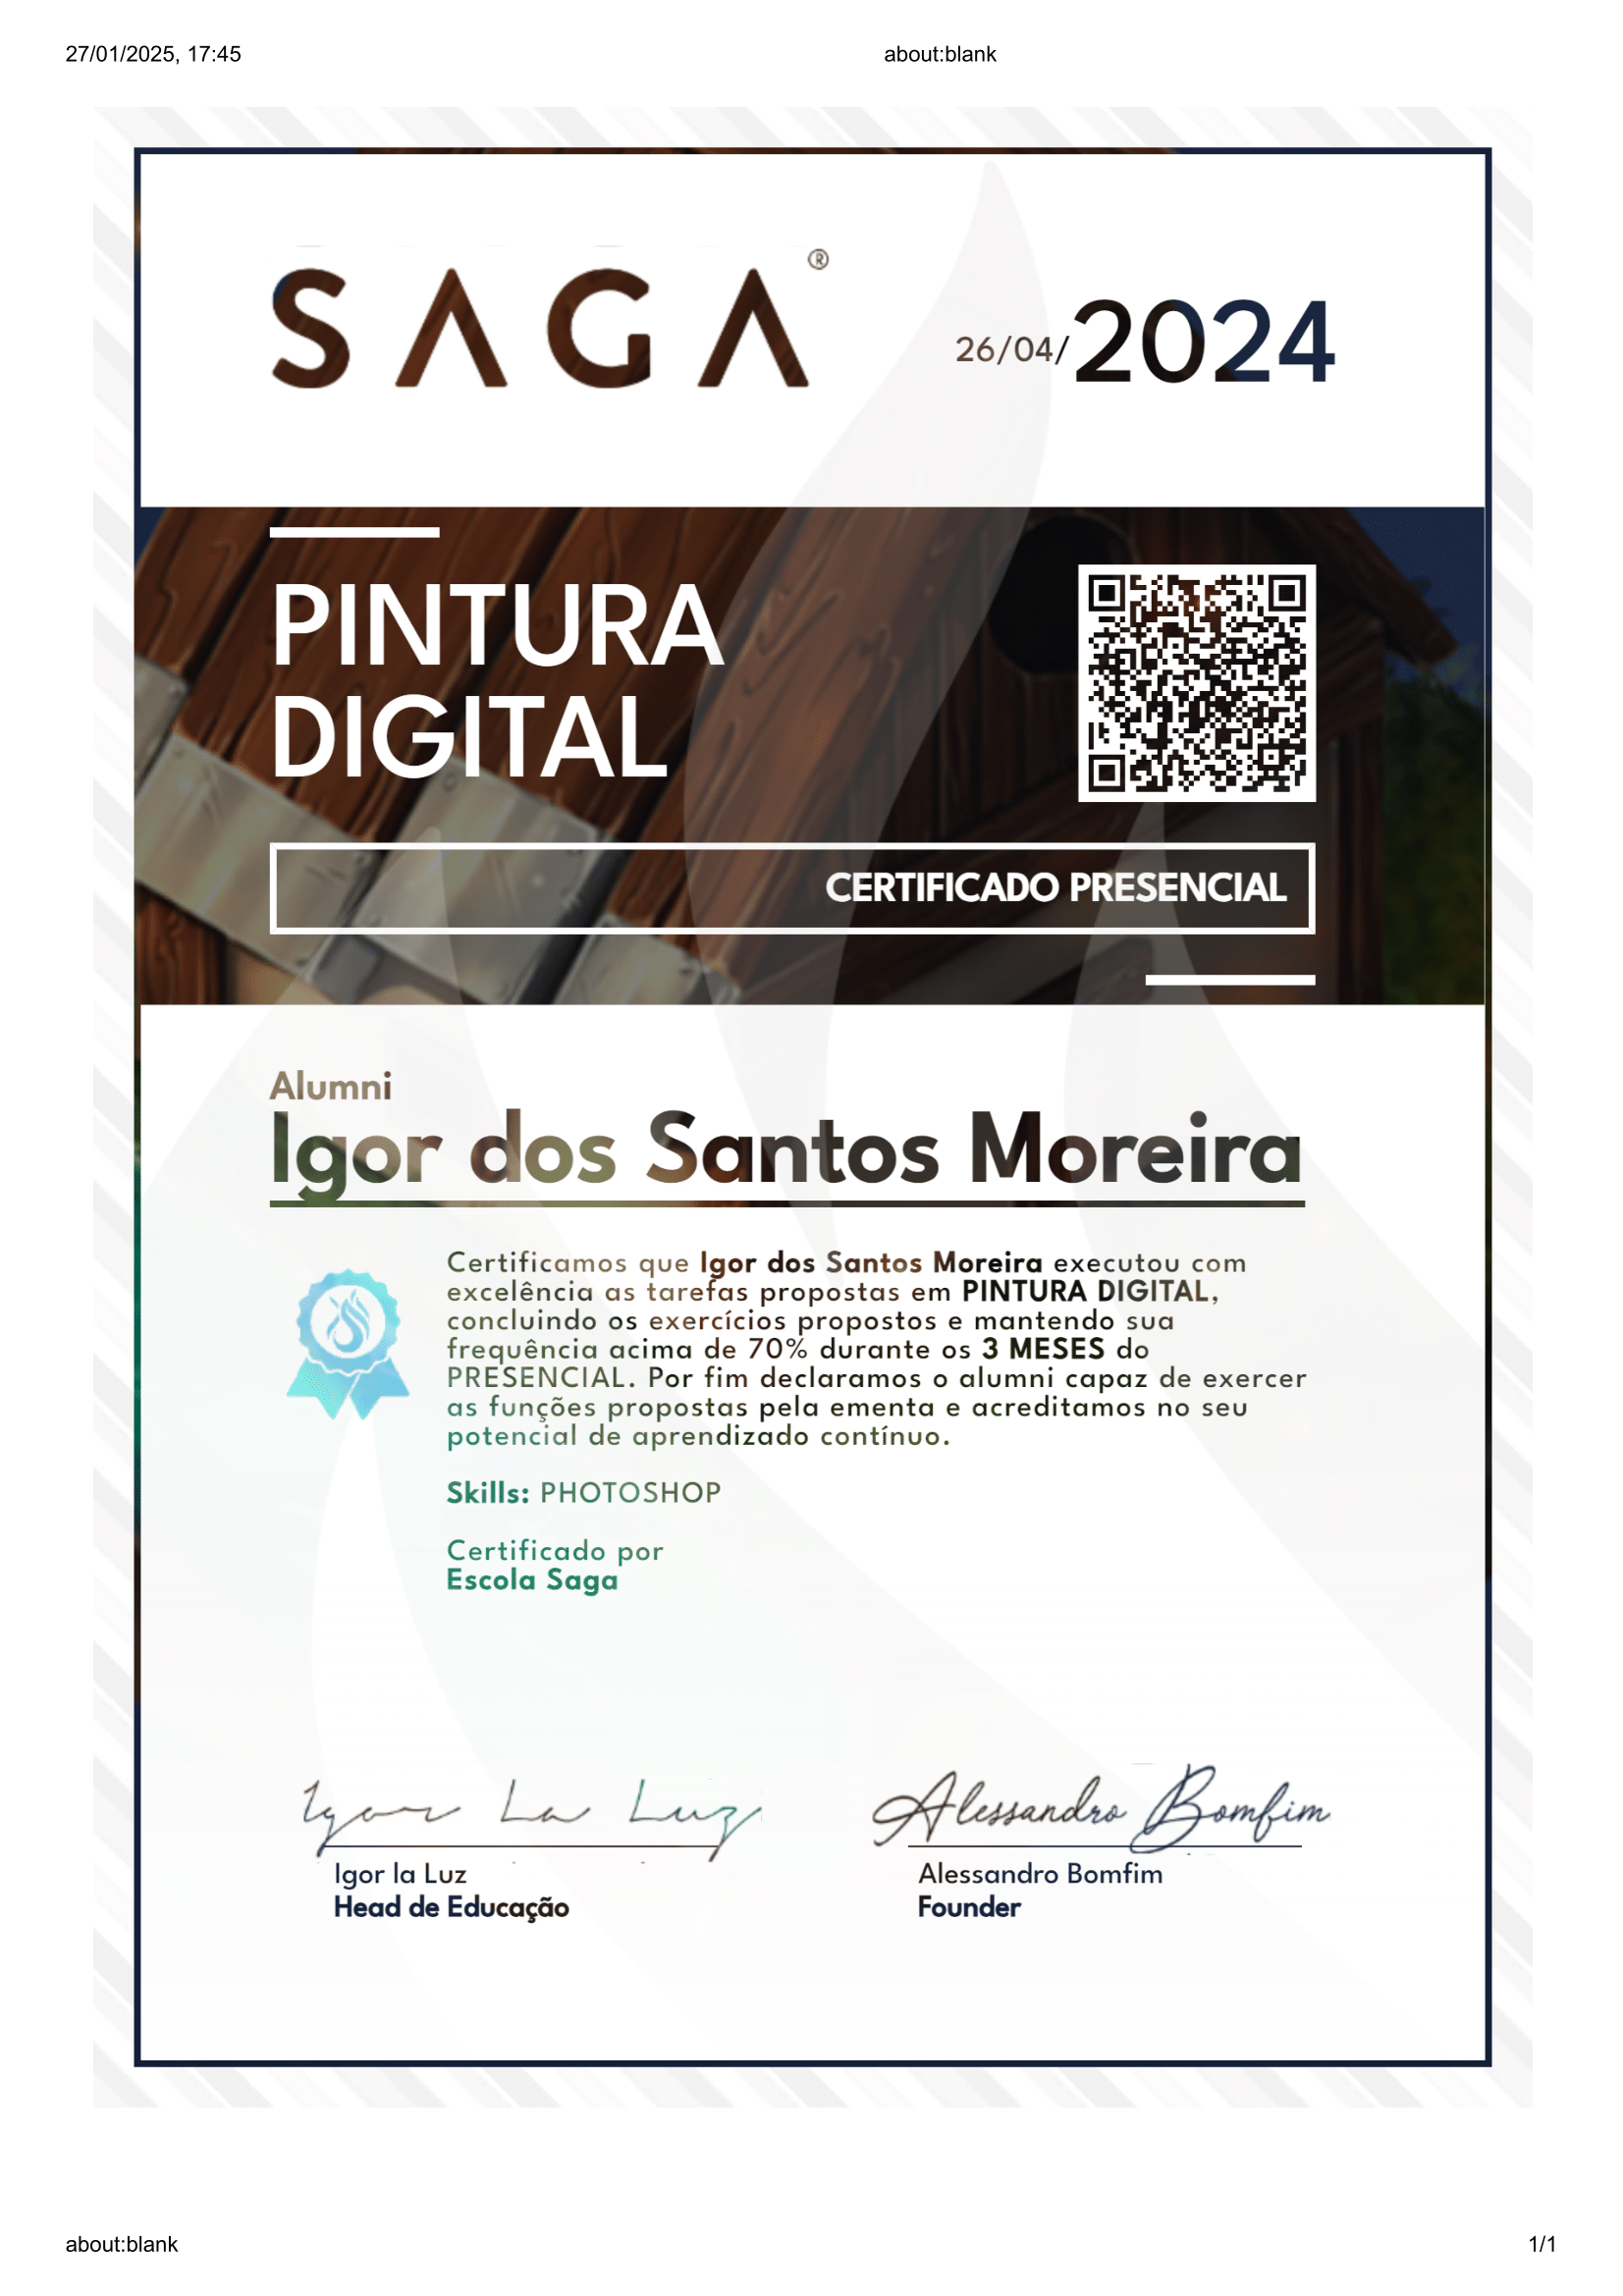 27/01/2025, 17:45
about:blank
SAGA®
26/04/2024
PINTURA
DIGITAL
CERTIFICADO PRESENCIAL
Alumni
Igor dos Santos Moreira
Certificamos que Igor dos Santos Moreira executou com
excelência as tarefas propostas em PINTURA DIGITAL,
concluindo os exercícios propostos e mantendo sua
frequência acima de 70% durante os 3 MESES do
PRESENCIAL. Por fim declaramos o alumni capaz de exercer
as funções propostas pela ementa e acreditamos no seu
potencial de aprendizado contínuo.
Skills: PHOTOSHOP
Certificado por
Escola Saga
Igor La Luz
Alessandro Bomfim
Igor la Luz
Head de Educação
Alessandro Bomfim
Founder
about:blank
1/1